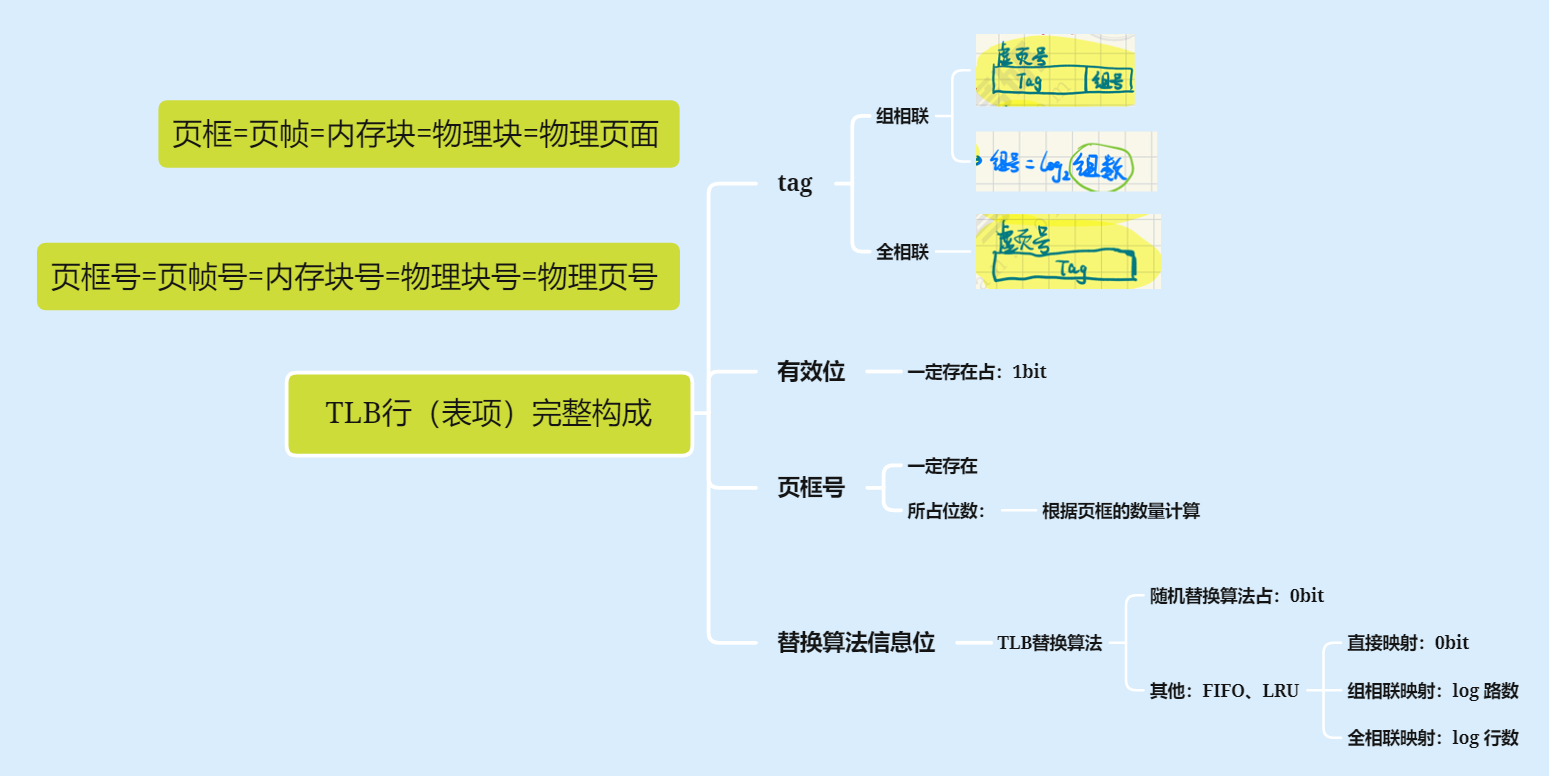 页框=页帧=内存块=物理块=物理页面
页框号=页帧号=内存块号=物理块号=物理页号
TLB行（表项）完整构成
tag
组相联
虚页号
Tag
组号
组号=log₂组数
全相联
虚页号
Tag
有效位
一定存在占：1bit
页框号
一定存在
所占位数：
根据页框的数量计算
替换算法信息位
TLB替换算法
随机替换算法占：0bit
其他：FIFO、LRU
直接映射：0bit
组相联映射：log 路数
全相联映射：log 行数